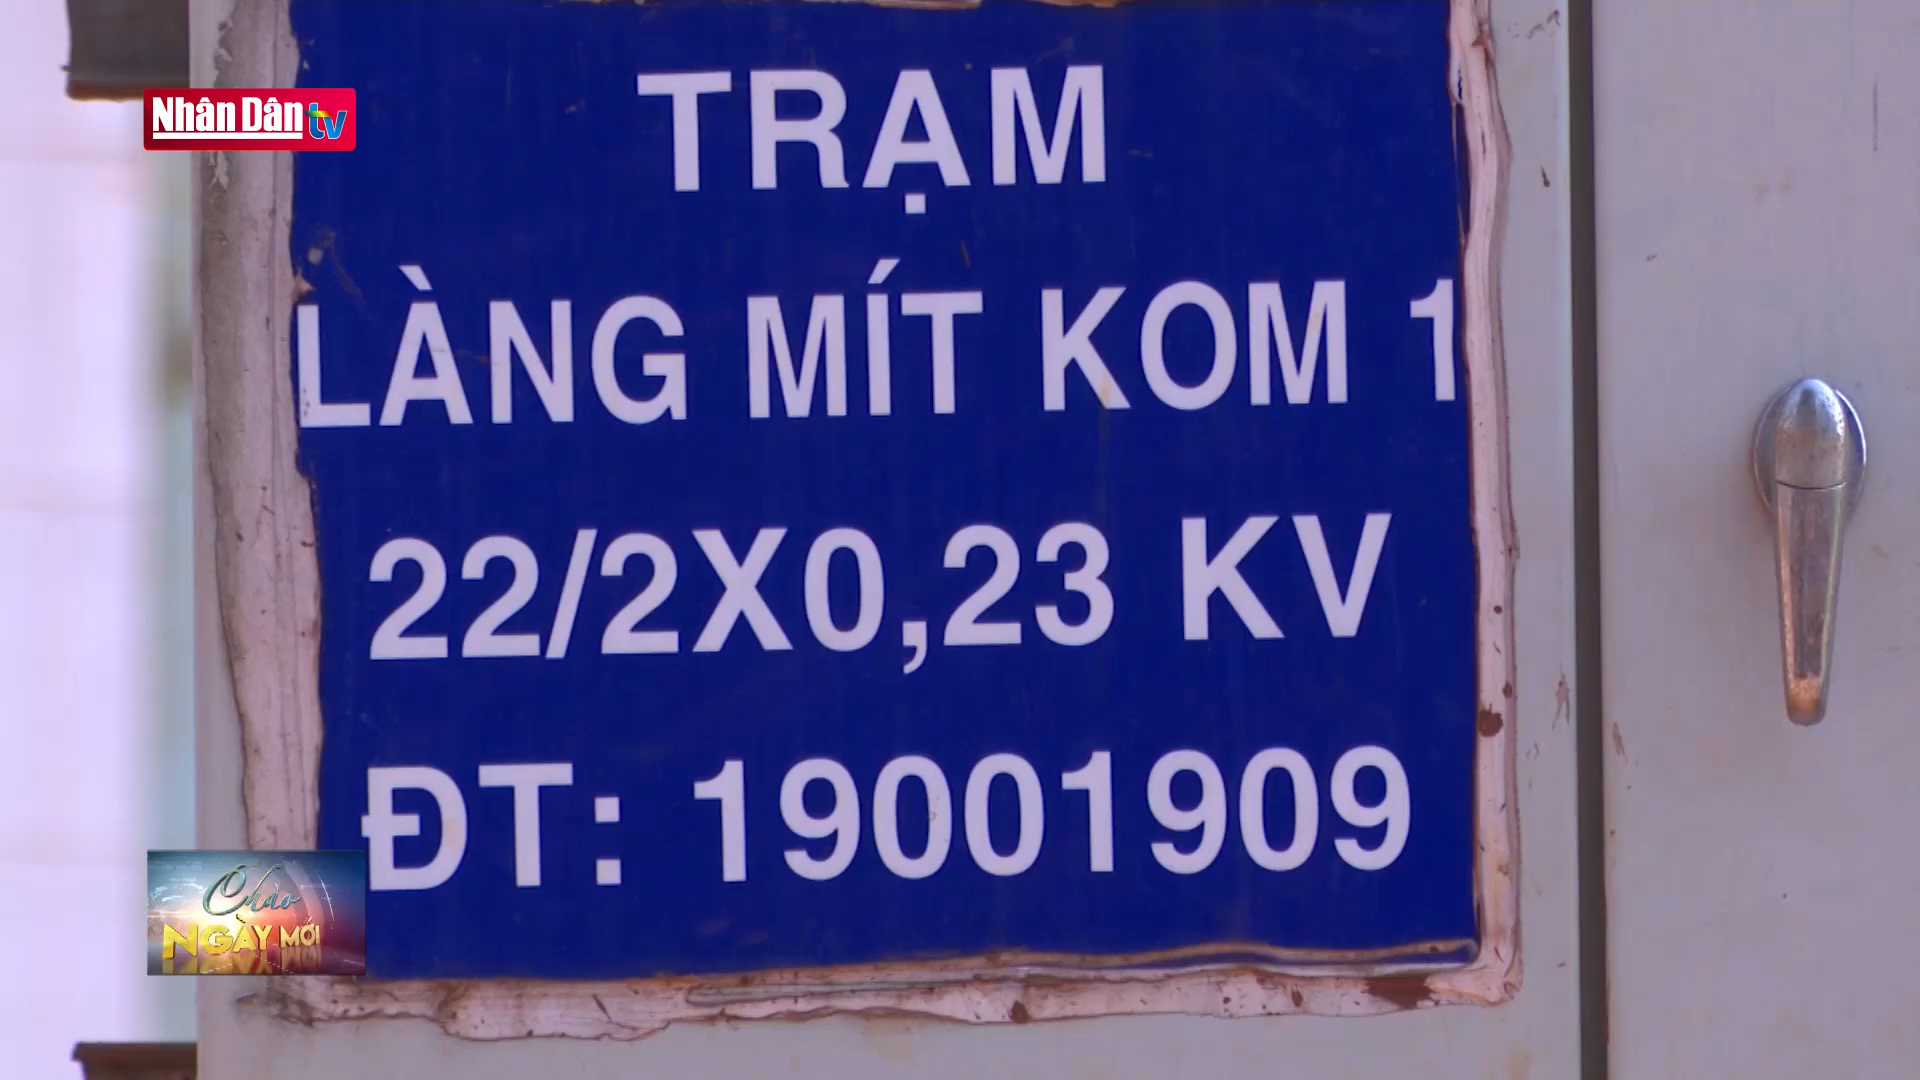 Nhân Dân tv
TRẠM
LÀNG MÍT KOM 1
22/2X0,23 KV
ĐT: 19001909
Chào
NGÀY MỚI